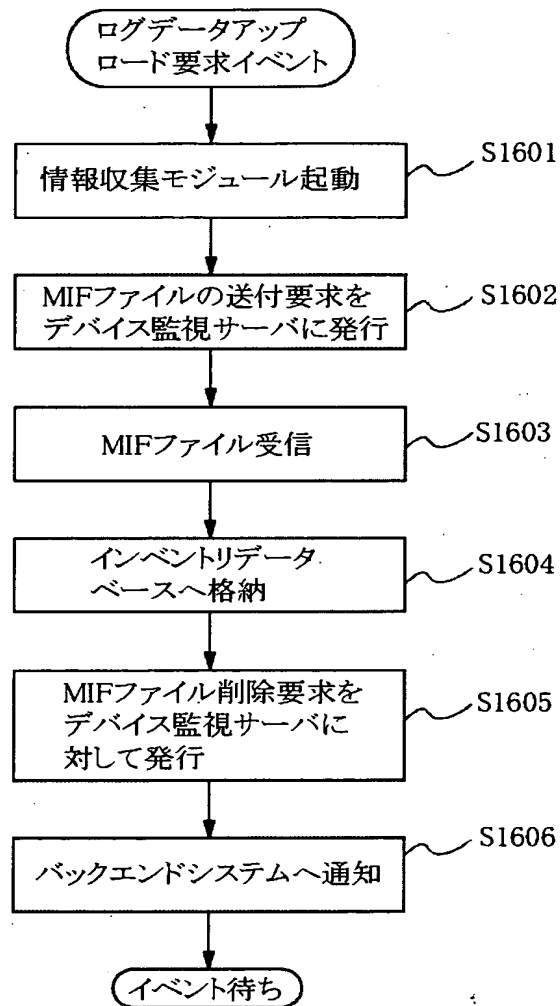 ログデータアップ
ロード要求イベント
情報収集モジュール起動
S1601
MIFファイルの送付要求を
デバイス監視サーバに発行
S1602
MIFファイル受信
S1603
インベントリデータ
ベースへ格納
S1604
MIFファイル削除要求を
デバイス監視サーバに
対して発行
S1605
バックエンドシステムへ通知
S1606
イベント待ち